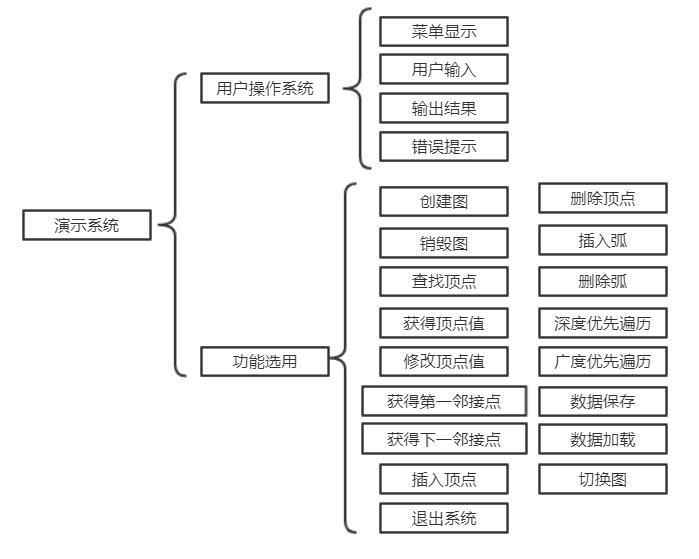 演示系统
用户操作系统
菜单显示
用户输入
输出结果
错误提示
功能选用
创建图
销毁图
查找顶点
获得顶点值
修改顶点值
获得第一邻接点
获得下一邻接点
插入顶点
退出系统
删除顶点
插入弧
删除弧
深度优先遍历
广度优先遍历
数据保存
数据加载
切换图